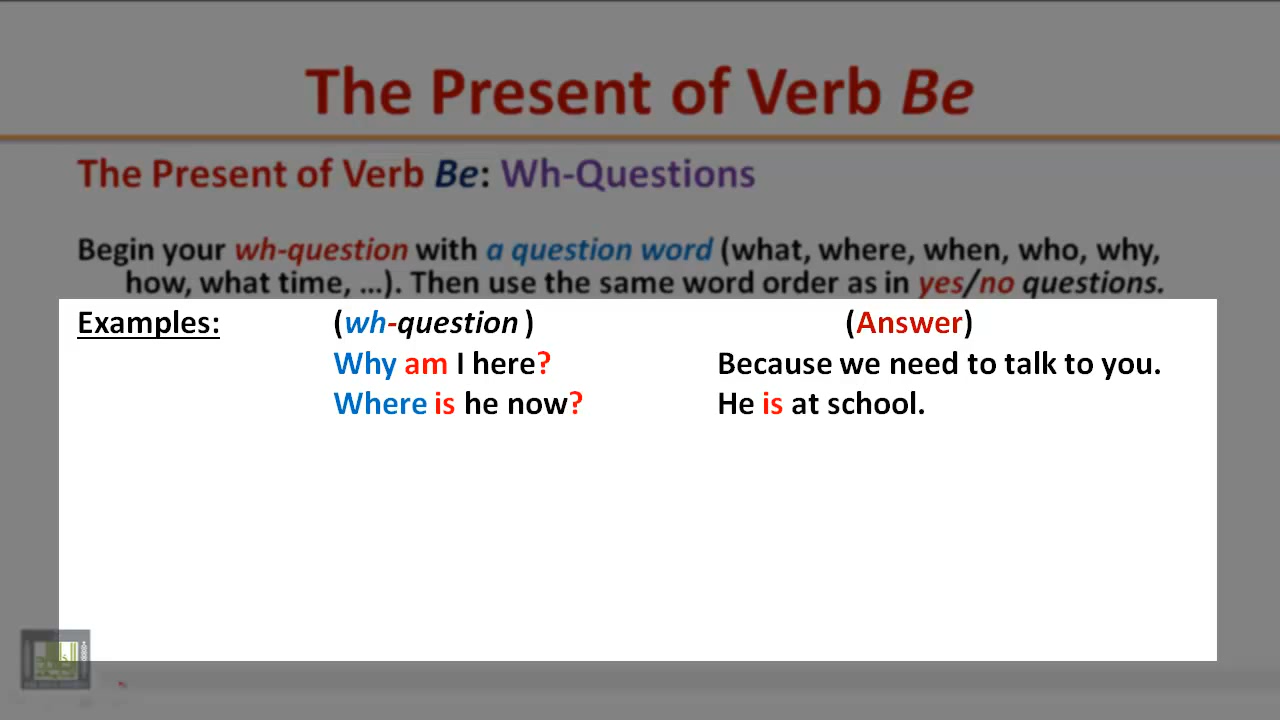 The Present of Verb Be
The Present of Verb Be: Wh-Questions
Begin your wh-question with a question word (what, where, when, who, why,
how, what time, ...). Then use the same word order as in yes/no questions.
Examples: (wh-question ) (Answer)
Why am I here? Because we need to talk to you.
Where is he now? He is at school.